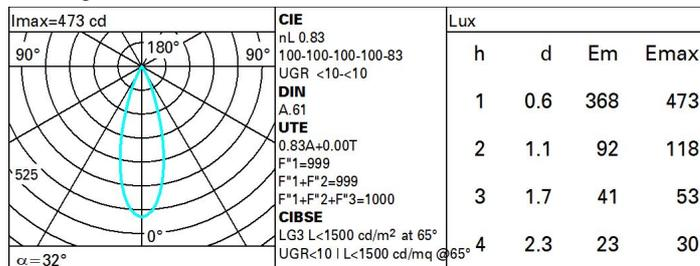 Imax=473 cd
90° 180° 90°
525
0°
α=32°
CIE
nL 0.83
100-100-100-100-83
UGR <10-<10
DIN
A.61
UTE
0.83A+0.00T
F"1=999
F"1+F"2=999
F"1+F"2+F"3=1000
CIBSE
LG3 L<1500 cd/m² at 65°
UGR<10 | L<1500 cd/mq @65°
Lux
h d Em Emax
1 0.6 368 473
2 1.1 92 118
3 1.7 41 53
4 2.3 23 30